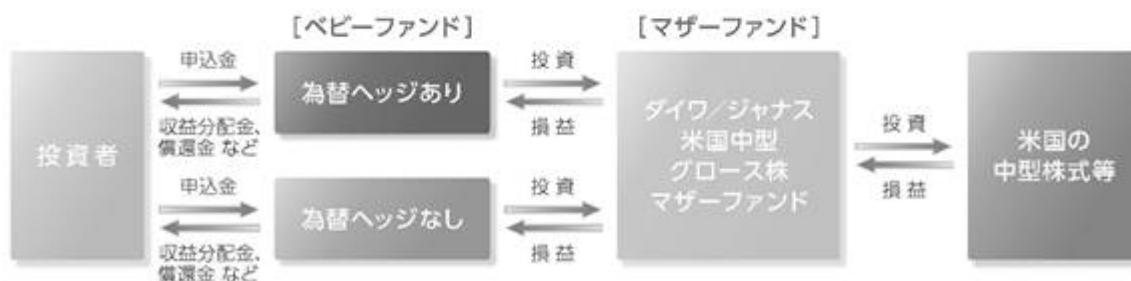 [ベビーファンド]
[マザーファンド]
投資者
申込金
収益分配金、
償還金 など
為替ヘッジあり
投資
損益
申込金
収益分配金、
償還金 など
為替ヘッジなし
投資
損益
ダイワ/ジャナス
米国中型
グロース株
マザーファンド
投資
損益
米国の
中型株式等